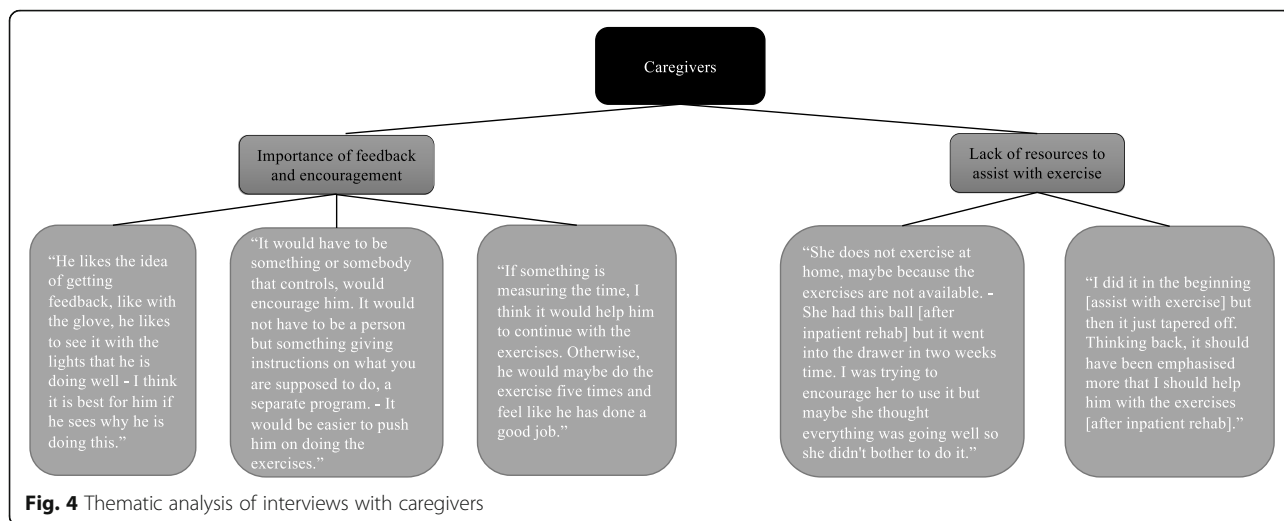 Caregivers
Importance of feedback
and encouragement
Lack of resources to
assist with exercise
“He likes the idea
of getting
feedback, like with
the glove, he likes
to see it with the
lights that he is
doing well - I think
it is best for him if
he sees why he is
doing this.”
“It would have to be
something or somebody
that controls, would
encourage him. It would
not have to be a person
but something giving
instructions on what you
are supposed to do, a
separate program. - It
would be easier to push
him on doing the
exercises.”
“If something is
measuring the time, I
think it would help him
to continue with the
exercises. Otherwise,
he would maybe do the
exercise five times and
feel like he has done a
good job.”
“She does not exercise at
home, maybe because the
exercises are not available. -
She had this ball [after
inpatient rehab] but it went
into the drawer in two weeks
time. I was trying to
encourage her to use it but
maybe she thought
everything was going well so
she didn't bother to do it.”
“I did it in the beginning
[assist with exercise] but
then it just tapered off.
Thinking back, it should
have been emphasised
more that I should help
him with the exercises
[after inpatient rehab].”
Fig. 4 Thematic analysis of interviews with caregivers